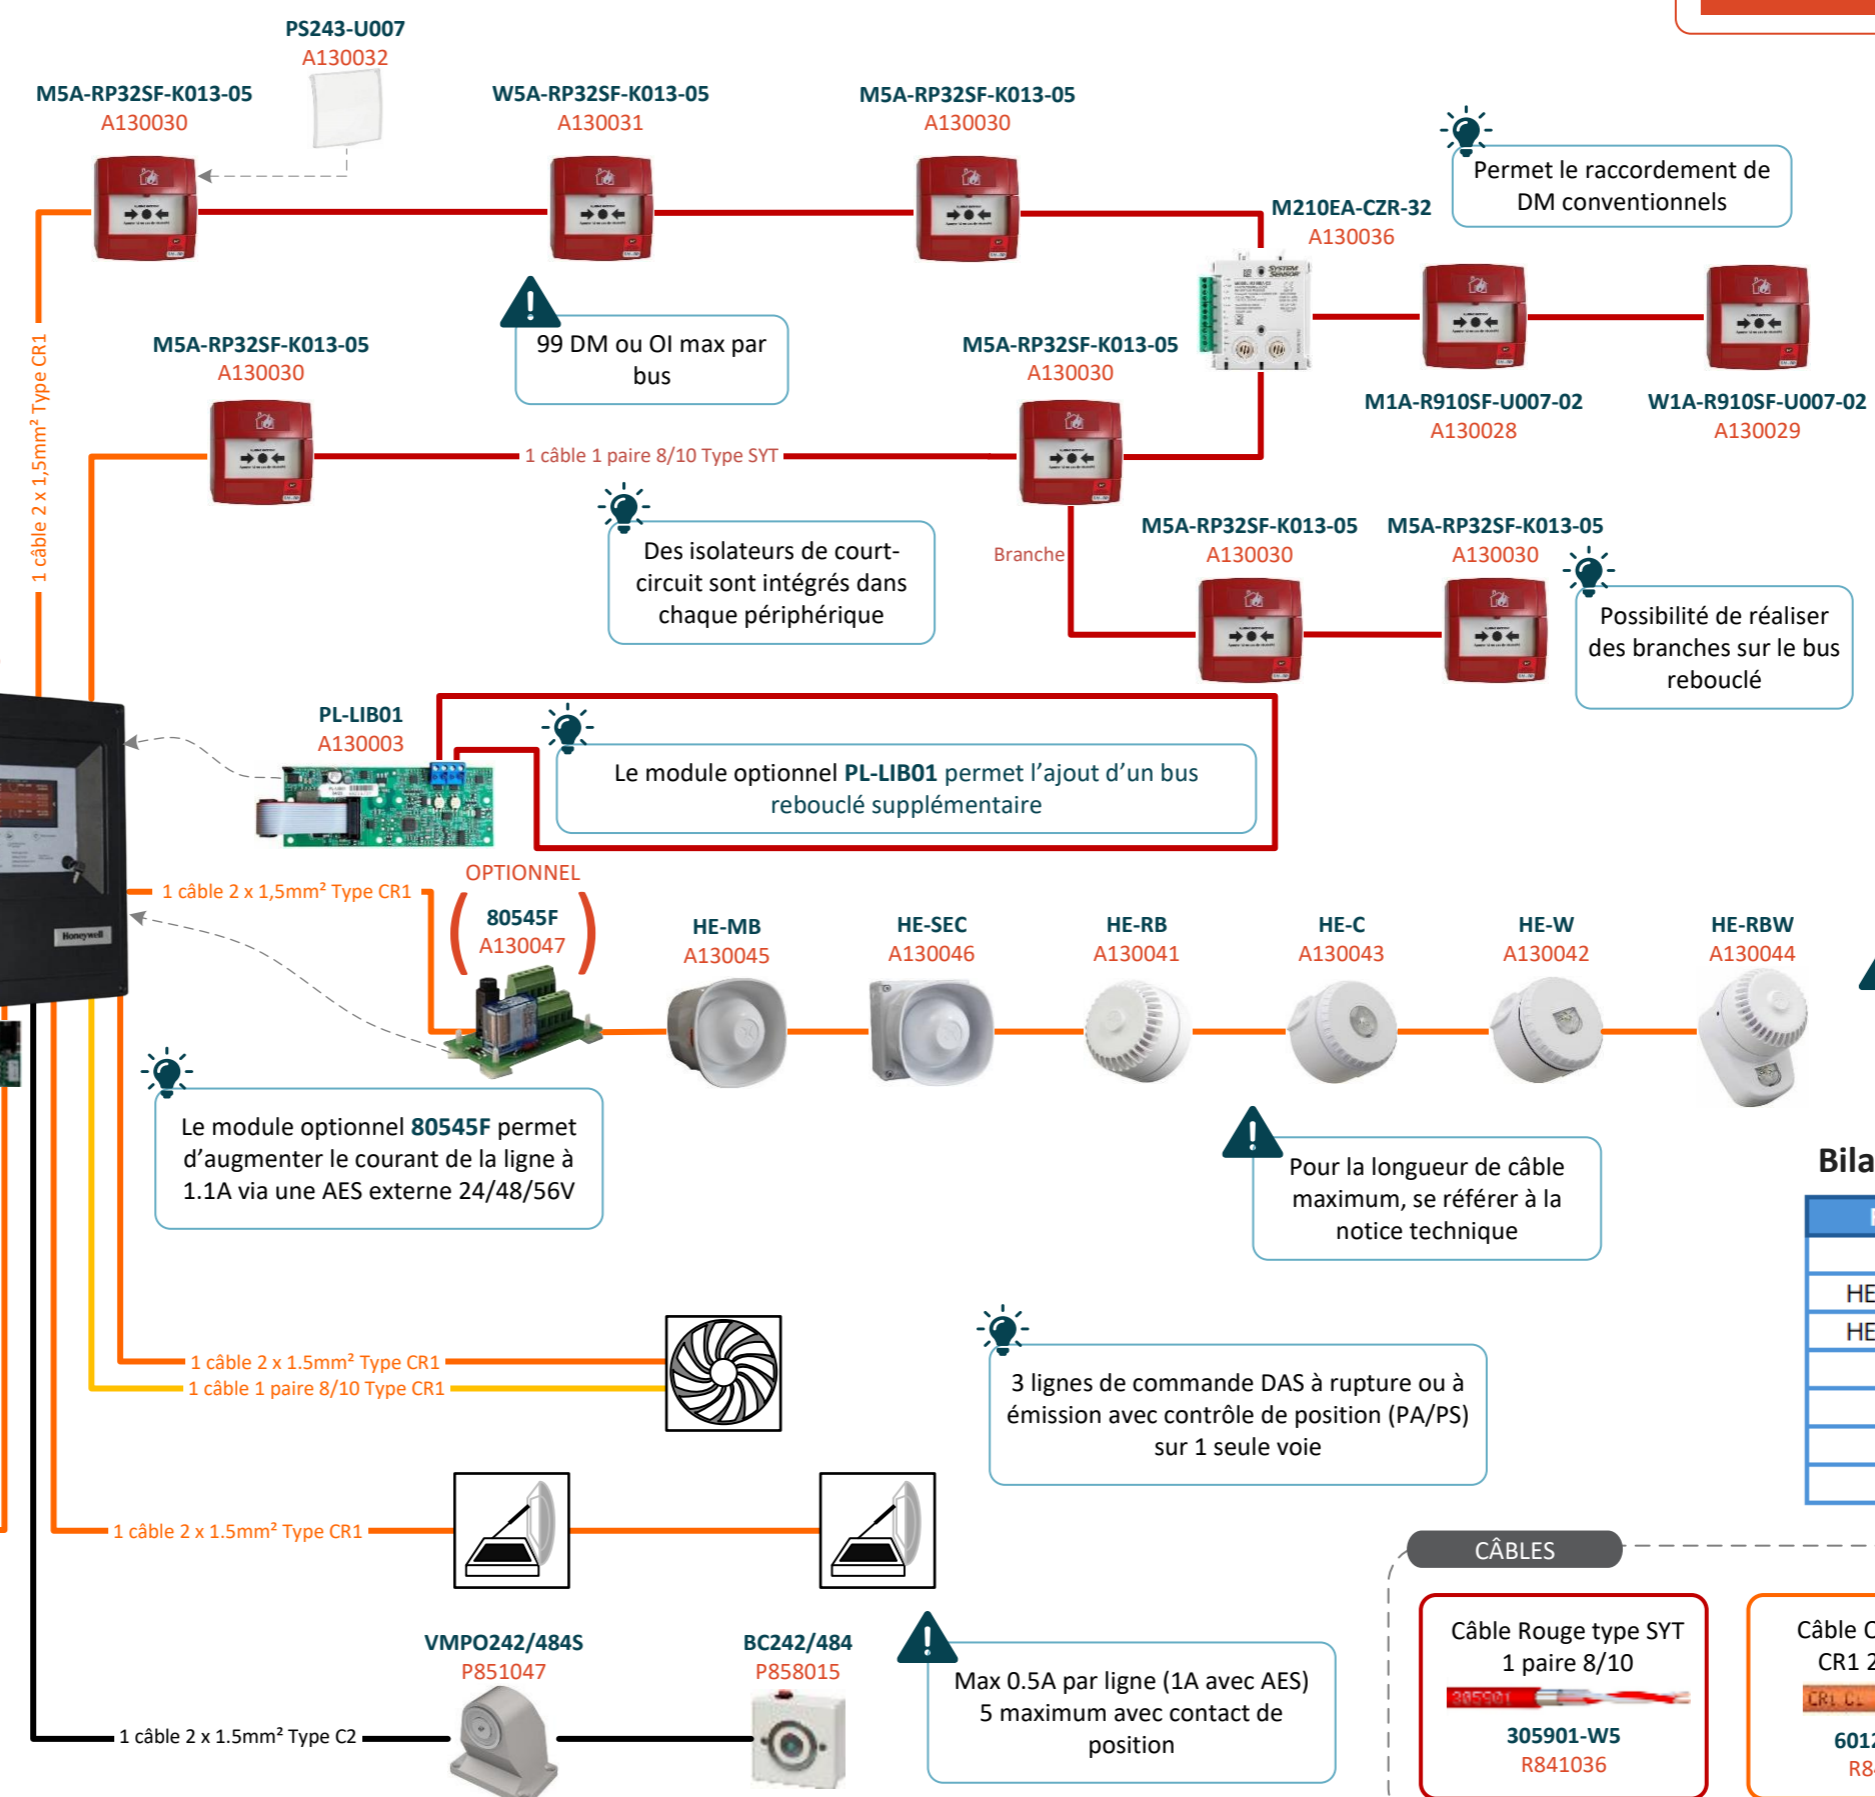 PS243-U007
A130032
M5A-RP32SF-K013-05
A130030
W5A-RP32SF-K013-05
A130031
M5A-RP32SF-K013-05
A130030
Permet le raccordement de
DM conventionnels
M210EA-CZR-32
A130036
SYSTEM
SENSOR
1 câble 2 x 1,5mm² Type CR1
99 DM ou OI max par
bus
M5A-RP32SF-K013-05
A130030
M5A-RP32SF-K013-05
A130030
M1A-R910SF-U007-02
A130028
W1A-R910SF-U007-02
A130029
1 câble 1 paire 8/10 Type SYT
Des isolateurs de court-
circuit sont intégrés dans
chaque périphérique
Branche
M5A-RP32SF-K013-05
A130030
M5A-RP32SF-K013-05
A130030
Possibilité de réaliser
des branches sur le bus
rebouclé
PL-LIB01
A130003
Le module optionnel PL-LIB01 permet l'ajout d'un bus
rebouclé supplémentaire
Honeywell
1 câble 2 x 1,5mm² Type CR1
OPTIONNEL
80545F
A130047
HE-MB
A130045
HE-SEC
A130046
HE-RB
A130041
HE-C
A130043
HE-W
A130042
HE-RBW
A130044
Le module optionnel 80545F permet
d'augmenter le courant de la ligne à
1.1A via une AES externe 24/48/56V
Pour la longueur de câble
maximum, se référer à la
notice technique
Bila
HE
HE
1 câble 2 x 1.5mm² Type CR1
1 câble 1 paire 8/10 Type CR1
3 lignes de commande DAS à rupture ou à
émission avec contrôle de position (PA/PS)
sur 1 seule voie
1 câble 2 x 1.5mm² Type CR1
VMPO242/484S
P851047
BC242/484
P858015
1 câble 2 x 1.5mm² Type C2
Max 0.5A par ligne (1A avec AES)
5 maximum avec contact de
position
CÂBLES
Câble Rouge type SYT
1 paire 8/10
305901
305901-W5
R841036
Câble O
CR1 2
CR1 C1
6012
R84